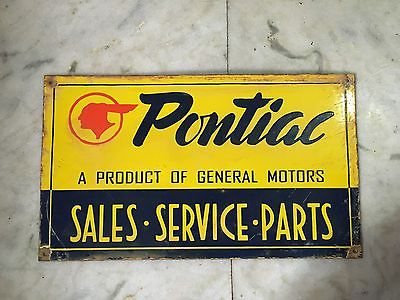 Pontiac
A PRODUCT OF GENERAL MOTORS
SALES·SERVICE·PARTS